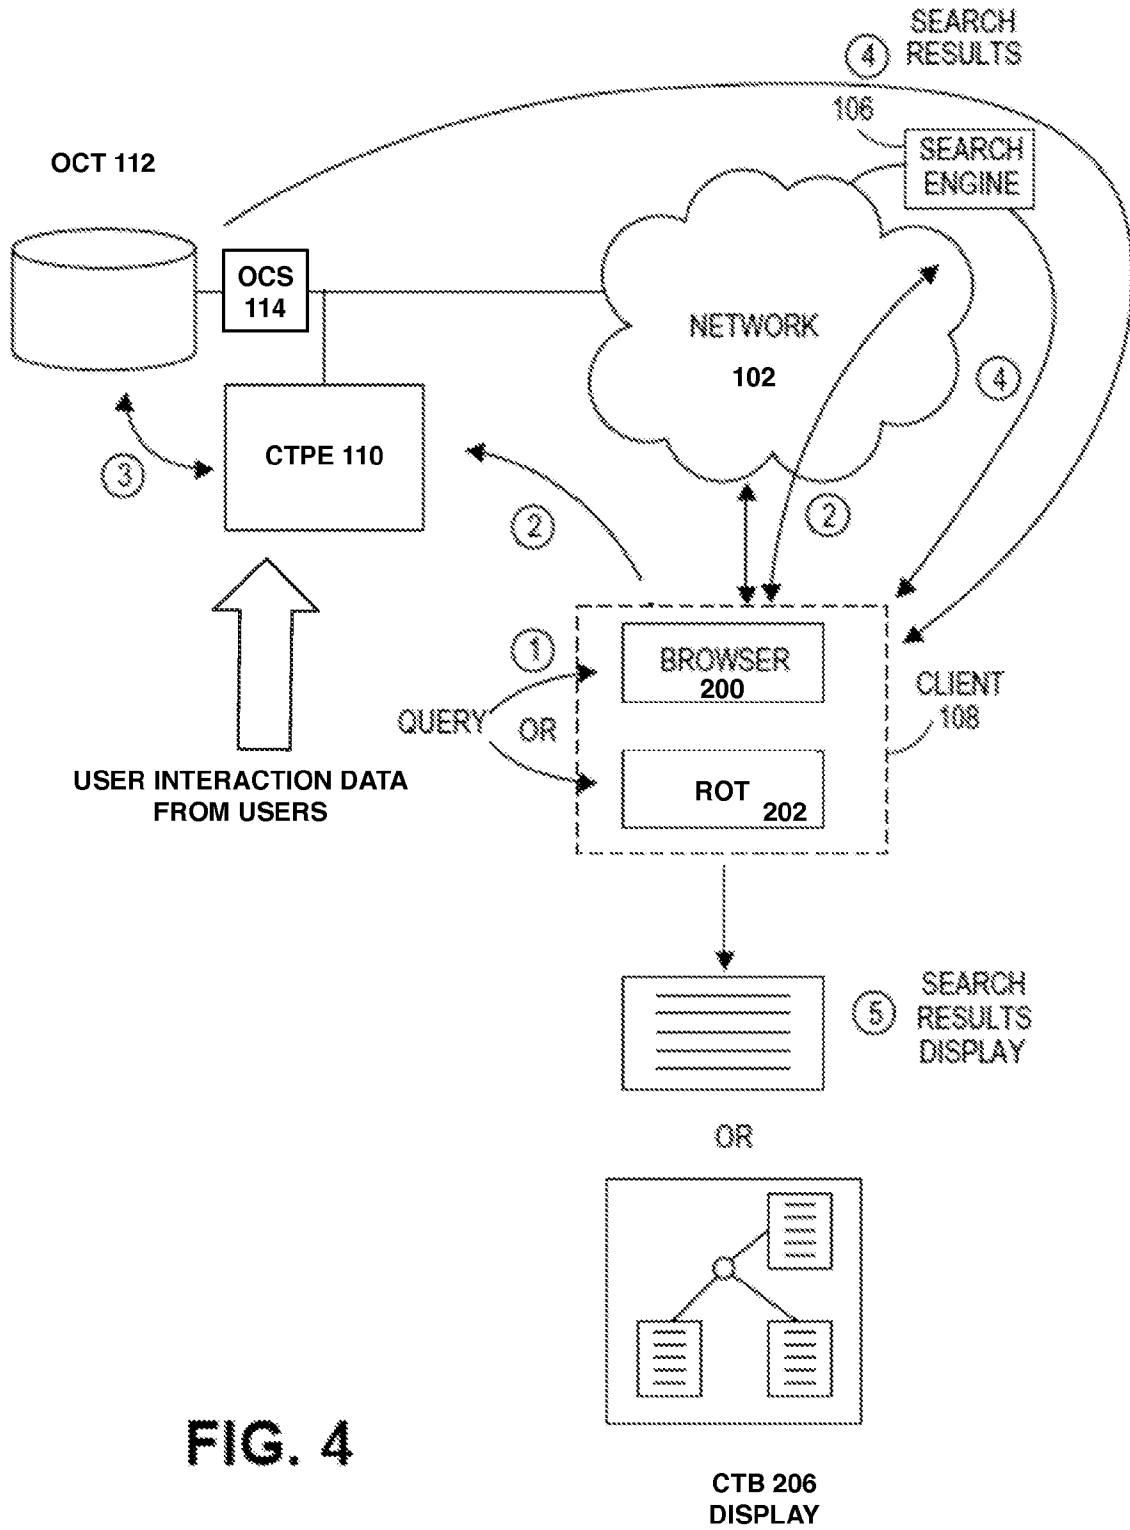 SEARCH
RESULTS
4
106
SEARCH
ENGINE
OCT 112
OCS
114
NETWORK
102
4
CTPE 110
3
2
2
1
BROWSER
200
QUERY
OR
CLIENT
108
ROT
202
USER INTERACTION DATA
FROM USERS
5
SEARCH
RESULTS
DISPLAY
OR
FIG. 4
CTB 206
DISPLAY